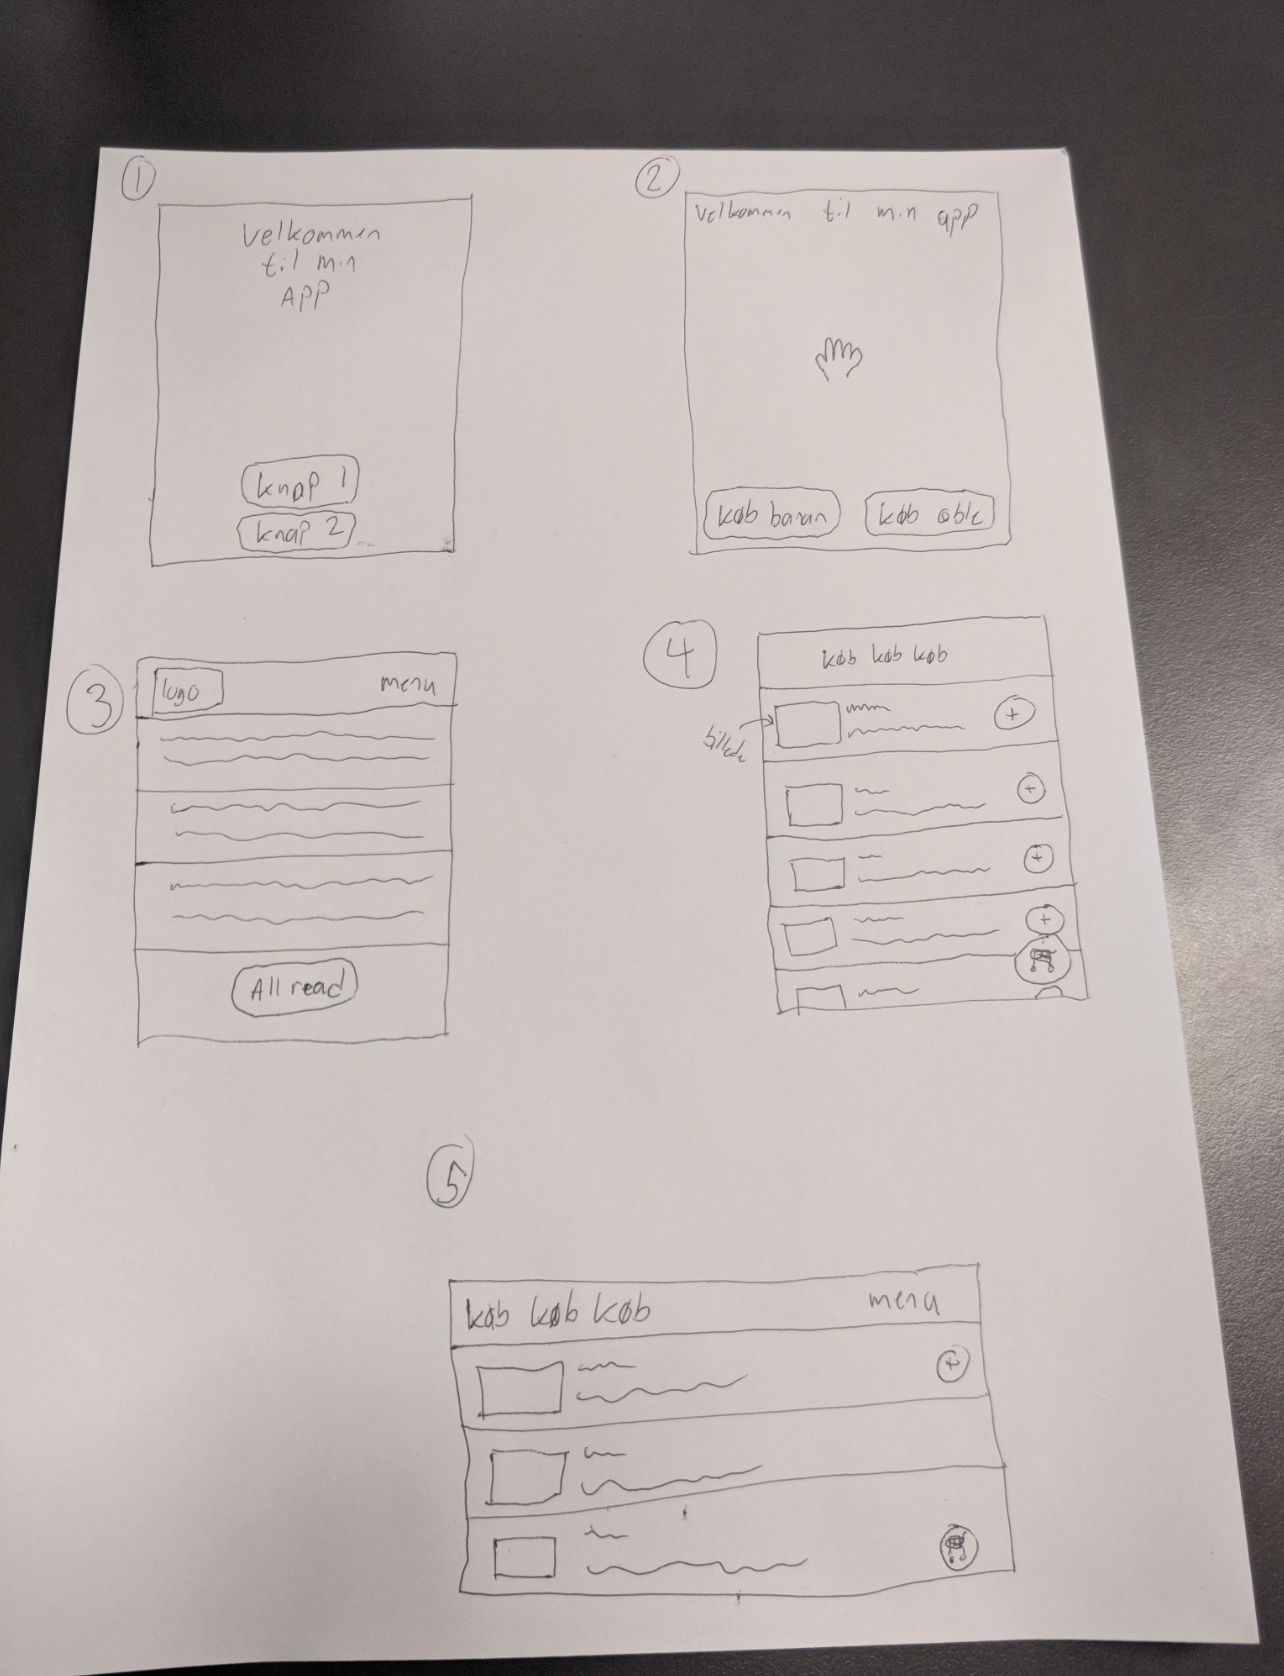 1
Velkommen
til min
APP
knap 1
knap 2
2
Velkommen til min app
køb banan
køb æble
3
logo
menu
All read
4
køb køb køb
billede
+
+
+
+
5
køb køb køb
menu
+